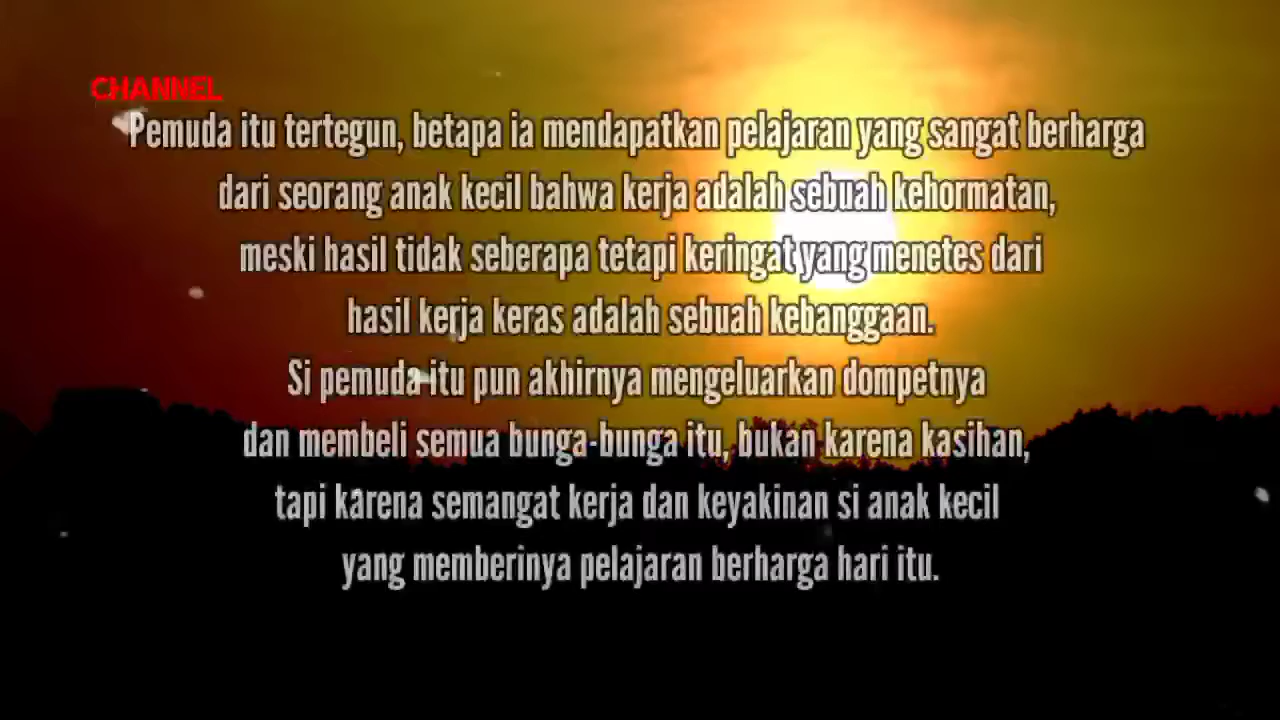 CHANNEL
Pemuda itu tertegun, betapa ia mendapatkan pelajaran yang sangat berharga
dari seorang anak kecil bahwa kerja adalah sebuah kehormatan,
meski hasil tidak seberapa tetapi keringat yang menetes dari
hasil kerja keras adalah sebuah kebanggaan.
Si pemuda itu pun akhirnya mengeluarkan dompetnya
dan membeli semua bunga-bunga itu, bukan karena kasihan,
tapi karena semangat kerja dan keyakinan si anak kecil
yang memberinya pelajaran berharga hari itu.